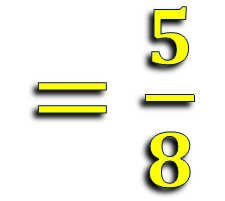 = 5/8